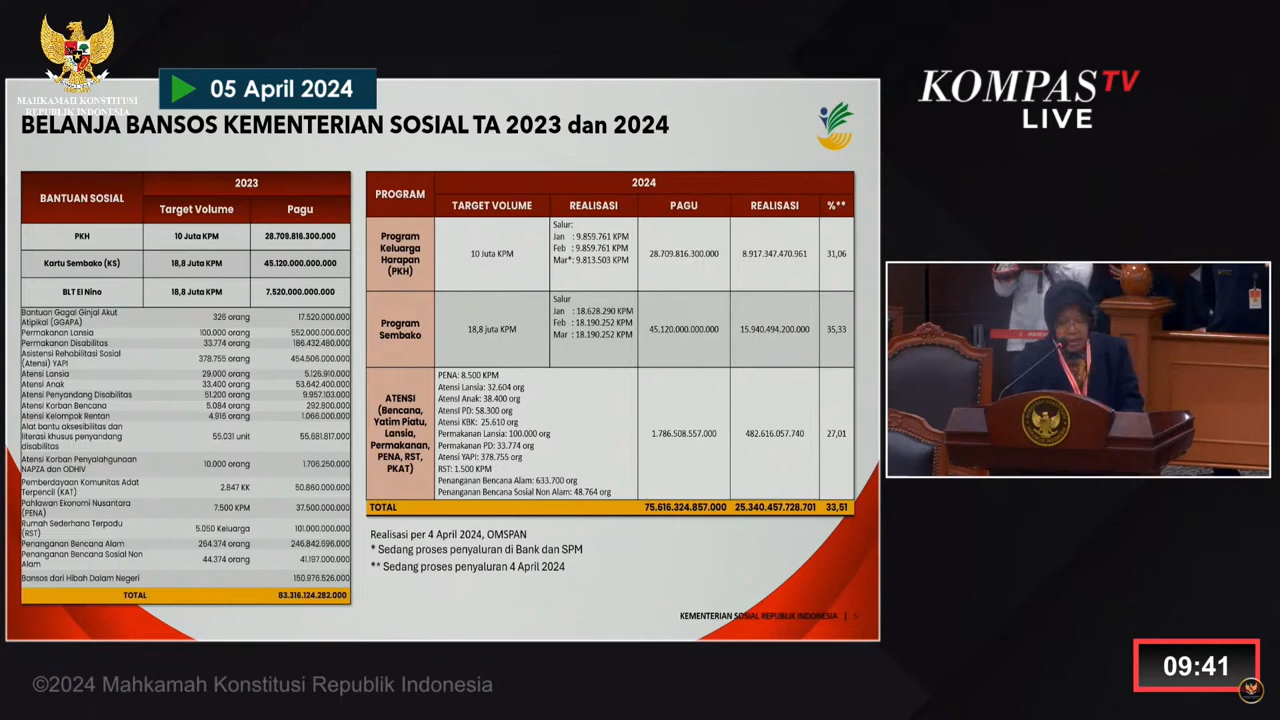 MAHKAMAH KONSTITUSI
REPUBLIK INDONESIA
05 April 2024
KOMPAS TV
LIVE
BELANJA BANSOS KEMENTERIAN SOSIAL TA 2023 dan 2024
BANTUAN SOSIAL
2023
Target Volume
Pagu
PKH
10 Juta KPM
28.709.816.300.000
Kartu Sembako (KS)
18,8 Juta KPM
45.120.000.000.000
BLT El Nino
18,8 Juta KPM
7.520.000.000.000
Bantuan Gagal Ginjal Akut
Atipikal (GGAPA)
326 orang
17.520.000.000
Permakanan Lansia
100.000 orang
552.000.000.000
Permakanan Disabilitas
33.774 orang
186.432.480.000
Asistensi Rehabilitasi Sosial
(Atensi) YAPI
378.755 orang
454.506.000.000
Atensi Lansia
29.000 orang
5.126.910.000
Atensi Anak
33.400 orang
53.642.400.000
Atensi Penyandang Disabilitas
51.200 orang
9.957.103.000
Atensi Korban Bencana
5.084 orang
292.800.000
Atensi Kelompok Rentan
4.916 orang
1.066.000.000
Alat bantu aksesibilitas dan
literasi khusus penyandang
disabilitas
55.031 unit
55.681.817.000
Atensi Korban Penyalahgunaan
NAPZA dan ODHIV
10.000 orang
1.706.250.000
Pemberdayaan Komunitas Adat
Terpencil (KAT)
2.847 KK
50.860.000.000
Pahlawan Ekonomi Nusantara
(PENA)
7.500 KPM
37.500.000.000
Rumah Sederhana Terpadu
(RST)
5.050 Keluarga
101.000.000.000
Penanganan Bencana Alam
264.374 orang
246.842.696.000
Penanganan Bencana Sosial Non
Alam
44.374 orang
41.197.000.000
Bansos dari Hibah Dalam Negeri
150.976.526.000
TOTAL
83.316.124.282.000
PROGRAM
2024
TARGET VOLUME
REALISASI
PAGU
REALISASI
%**
Program
Keluarga
Harapan
(PKH)
10 Juta KPM
Salur:
Jan : 9.859.761 KPM
Feb : 9.859.761 KPM
Mar*: 9.813.503 KPM
28.709.816.300.000
8.917.347.470.961
31,06
Program
Sembako
18,8 juta KPM
Salur
Jan : 18.628.290 KPM
Feb : 18.190.252 KPM
Mar : 18.190.252 KPM
45.120.000.000.000
15.940.494.200.000
35,33
ATENSI
(Bencana,
Yatim Piatu,
Lansia,
Permakanan,
PENA, RST,
PKAT)
PENA: 8.500 KPM
Atensi Lansia: 32.604 org
Atensi Anak: 38.400 org
Atensi PD: 58.300 org
Atensi KBK: 25.610 org
Permakanan Lansia: 100.000 org
Permakanan PD: 33.774 org
Atensi YAPI: 378.755 org
RST: 1.500 KPM
Penanganan Bencana Alam: 633.700 org
Penanganan Bencana Sosial Non Alam: 48.764 org
1.786.508.557.000
482.616.057.740
27,01
TOTAL
75.616.324.857.000
25.340.457.728.701
33,51
Realisasi per 4 April 2024, OMSPAN
* Sedang proses penyaluran di Bank dan SPM
** Sedang proses penyaluran 4 April 2024
KEMENTERIAN SOSIAL REPUBLIK INDONESIA | 5
©2024 Mahkamah Konstitusi Republik Indonesia
09:41